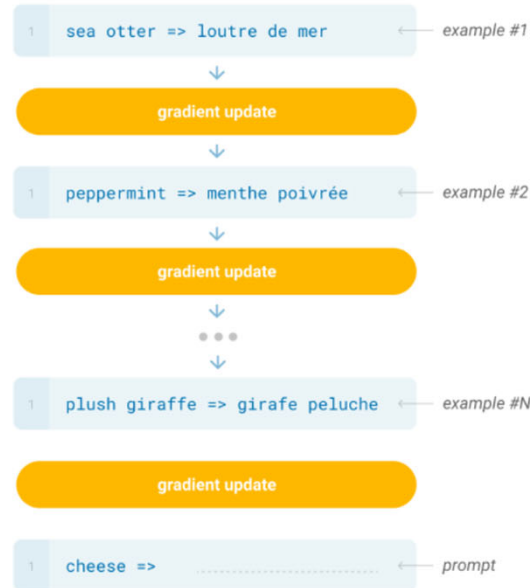 1 sea otter => loutre de mer example #1
gradient update
1 peppermint => menthe poivrée example #2
gradient update
1 plush giraffe => girafe peluche example #N
gradient update
1 cheese => ........................ prompt